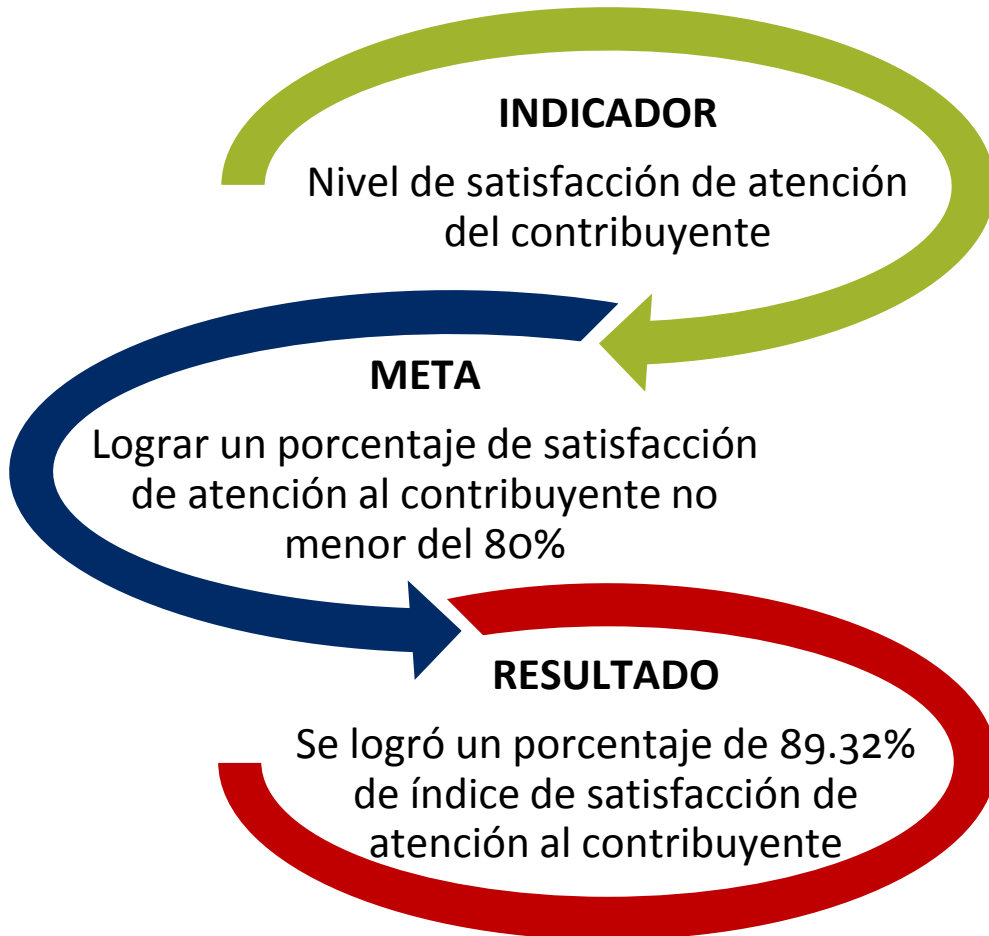 INDICADOR
Nivel de satisfacción de atención
del contribuyente
META
Lograr un porcentaje de satisfacción
de atención al contribuyente no
menor del 80%
RESULTADO
Se logró un porcentaje de 89.32%
de índice de satisfacción de
atención al contribuyente